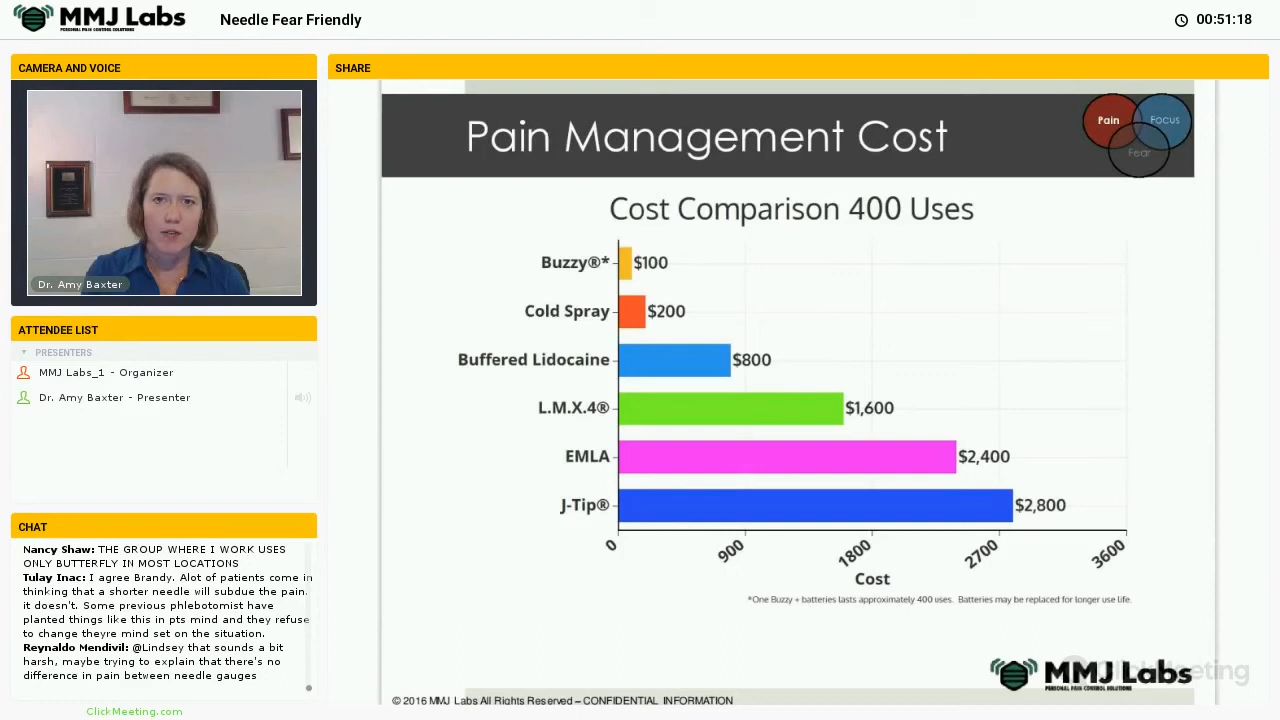 MMJ Labs
PERSONAL PAIN CONTROL SOLUTIONS
Needle Fear Friendly
00:51:18
CAMERA AND VOICE
Dr. Amy Baxter
ATTENDEE LIST
PRESENTERS
MMJ Labs_1 - Organizer
Dr. Amy Baxter - Presenter
CHAT
Nancy Shaw: THE GROUP WHERE I WORK USES
ONLY BUTTERFLY IN MOST LOCATIONS
Tulay Inac: I agree Brandy. Alot of patients come in
thinking that a shorter needle will subdue the pain.
it doesn't. Some previous phlebotomist have
planted things like this in pts mind and they refuse
to change theyre mind set on the situation.
Reynaldo Mendivil: @Lindsey that sounds a bit
harsh, maybe trying to explain that there's no
difference in pain between needle gauges
ClickMeeting.com
SHARE
Pain Management Cost
Pain
Focus
Fear
Cost Comparison 400 Uses
Buzzy®*
$100
Cold Spray
$200
Buffered Lidocaine
$800
L.M.X.4®
$1,600
EMLA
$2,400
J-Tip®
$2,800
0
900
1800
2700
3600
Cost
*One Buzzy + batteries lasts approximately 400 uses. Batteries may be replaced for longer use life.
MMJ Labs
PERSONAL PAIN CONTROL SOLUTIONS
ClickMeeting
© 2016 MMJ Labs All Rights Reserved – CONFIDENTIAL INFORMATION